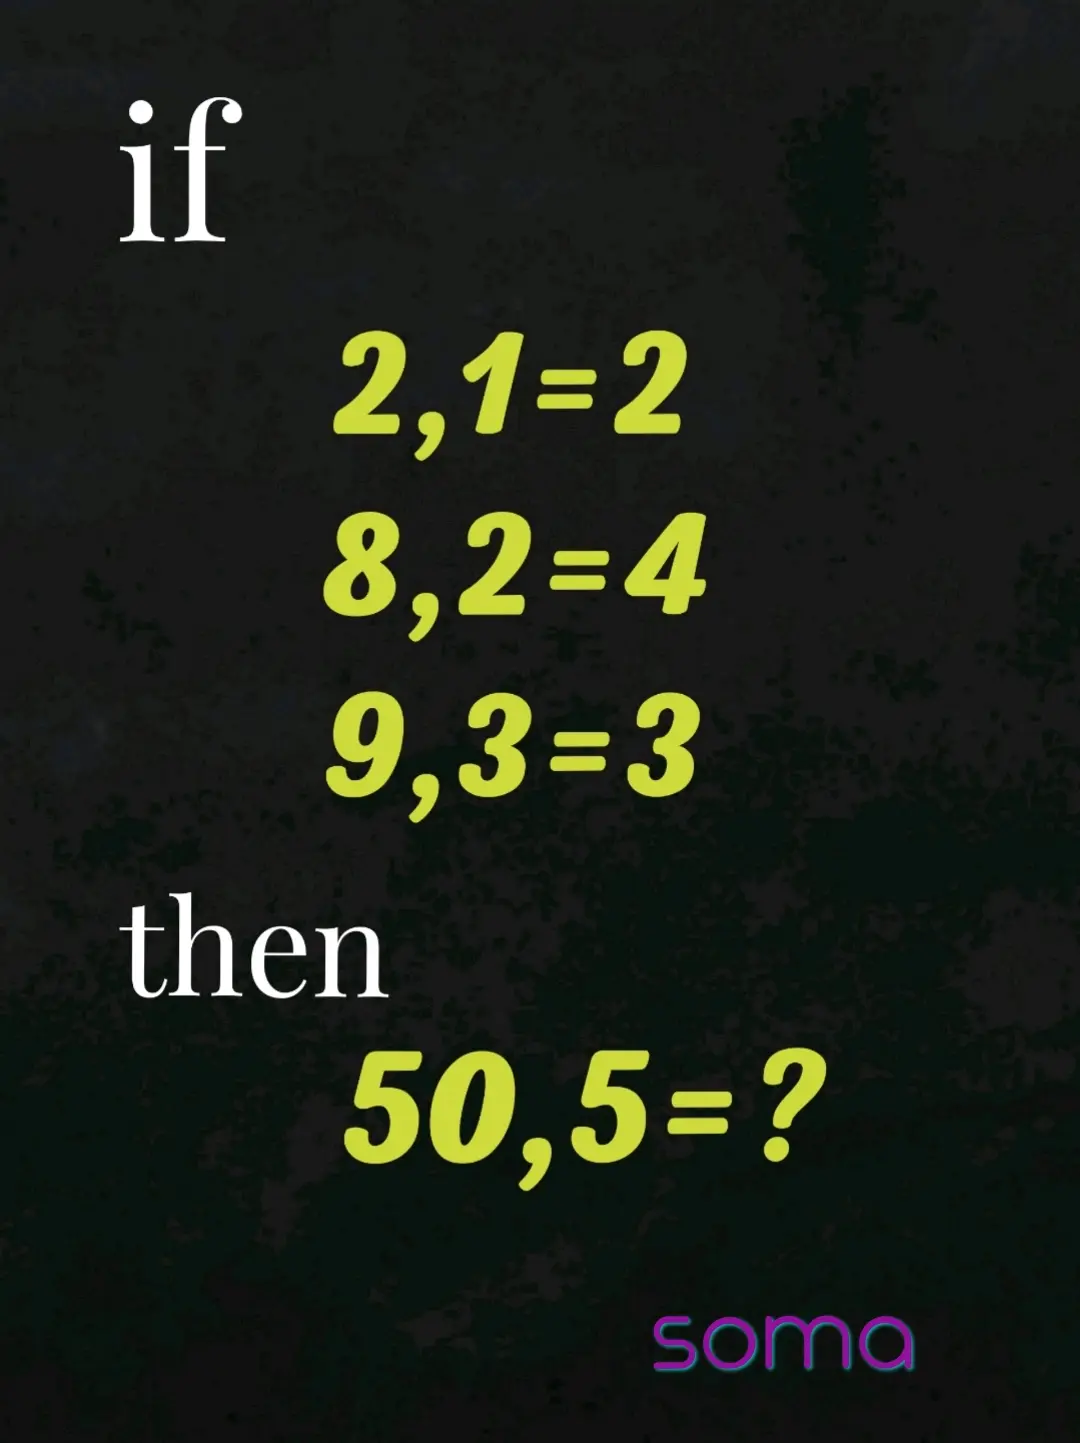 if
2,1=2
8,2=4
9,3=3
then
50,5=?
soma